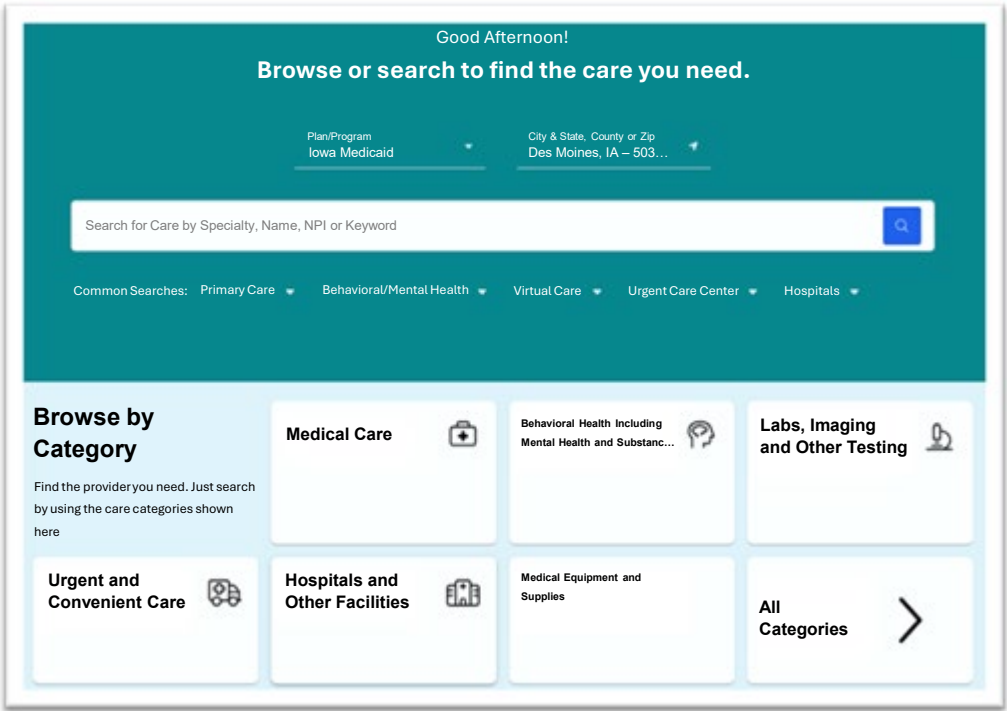 Good Afternoon!
Browse or search to find the care you need.
Plan/Program
Iowa Medicaid
City & State, County or Zip
Des Moines, IA – 503...
Search for Care by Specialty, Name, NPI or Keyword
Common Searches: Primary Care Behavioral/Mental Health Virtual Care Urgent Care Center Hospitals
Browse by
Category
Find the provider you need. Just search
by using the care categories shown
here
Medical Care
Behavioral Health Including
Mental Health and Substanc...
Labs, Imaging
and Other Testing
Urgent and
Convenient Care
Hospitals and
Other Facilities
Medical Equipment and
Supplies
All
Categories